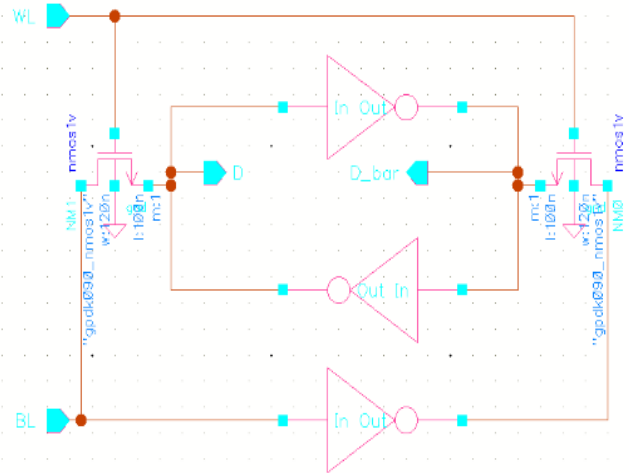 WL
nmos1v
nmos1v
In Out
D
D_bar
m:1
l:100n
w:120n
NM1
"gpdk090_nmos1v"
m:1
l:100n
w:120n
NM0
"gpdk090_nmos1v"
Out In
BL
In Out